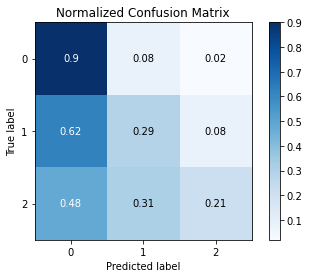 Normalized Confusion Matrix
0.9
0.8
0.7
0.6
0.5
0.4
0.3
0.2
0.1
True label
0
0.9 0.08 0.02
1
0.62 0.29 0.08
2
0.48 0.31 0.21
0 1 2
Predicted label